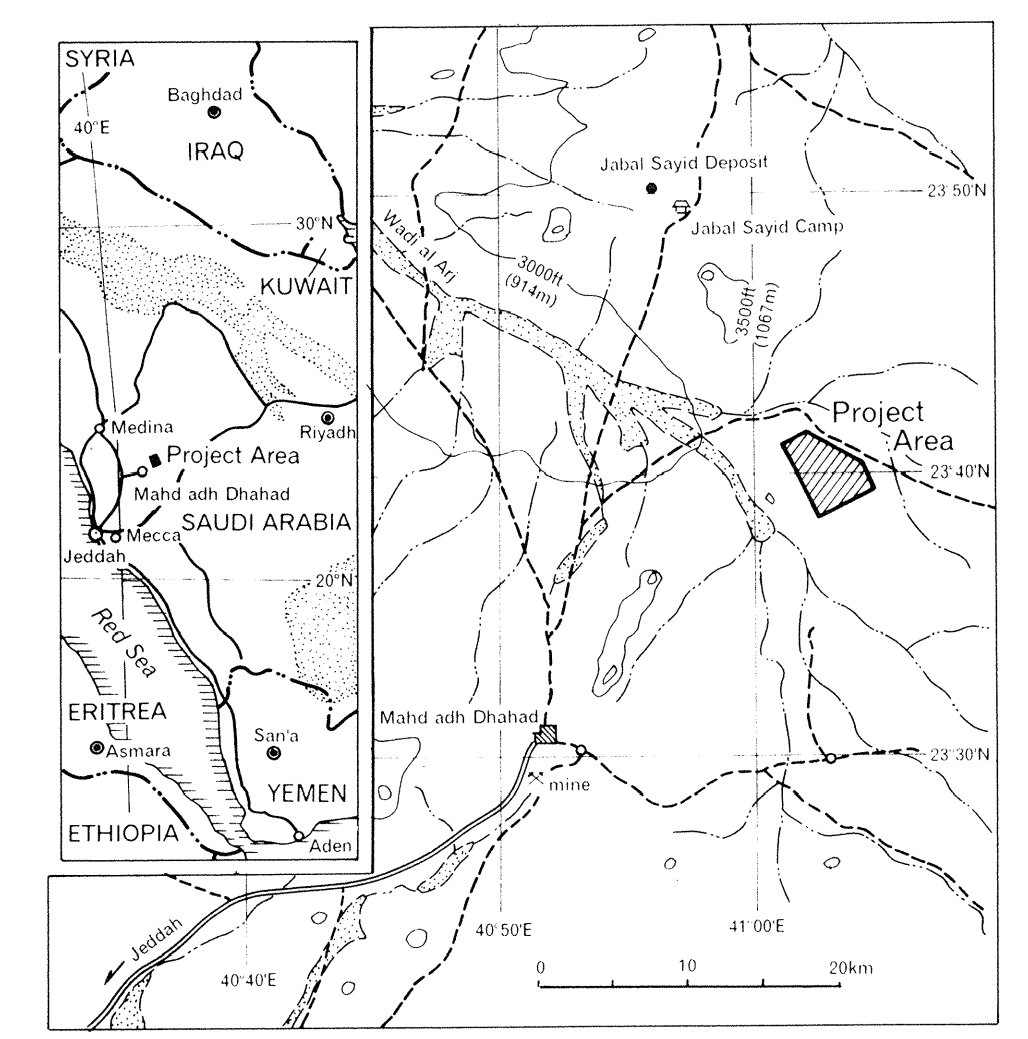 SYRIA
Baghdad
40°E
IRAQ
30°N
KUWAIT
Medina
Riyadh
Project Area
Mahd adh Dhahad
SAUDI ARABIA
Mecca
Jeddah
20°N
Red Sea
ERITREA
Asmara
San'a
YEMEN
ETHIOPIA
Aden
Jabal Sayid Deposit
23°50'N
Jabal Sayid Camp
Wadi al Arj
3000ft
(914m)
3500ft
(1067m)
Project
Area
23°40'N
Mahd adh Dhahad
23°30'N
mine
Jeddah
40°50'E
41°00'E
40°40'E
0 10 20km